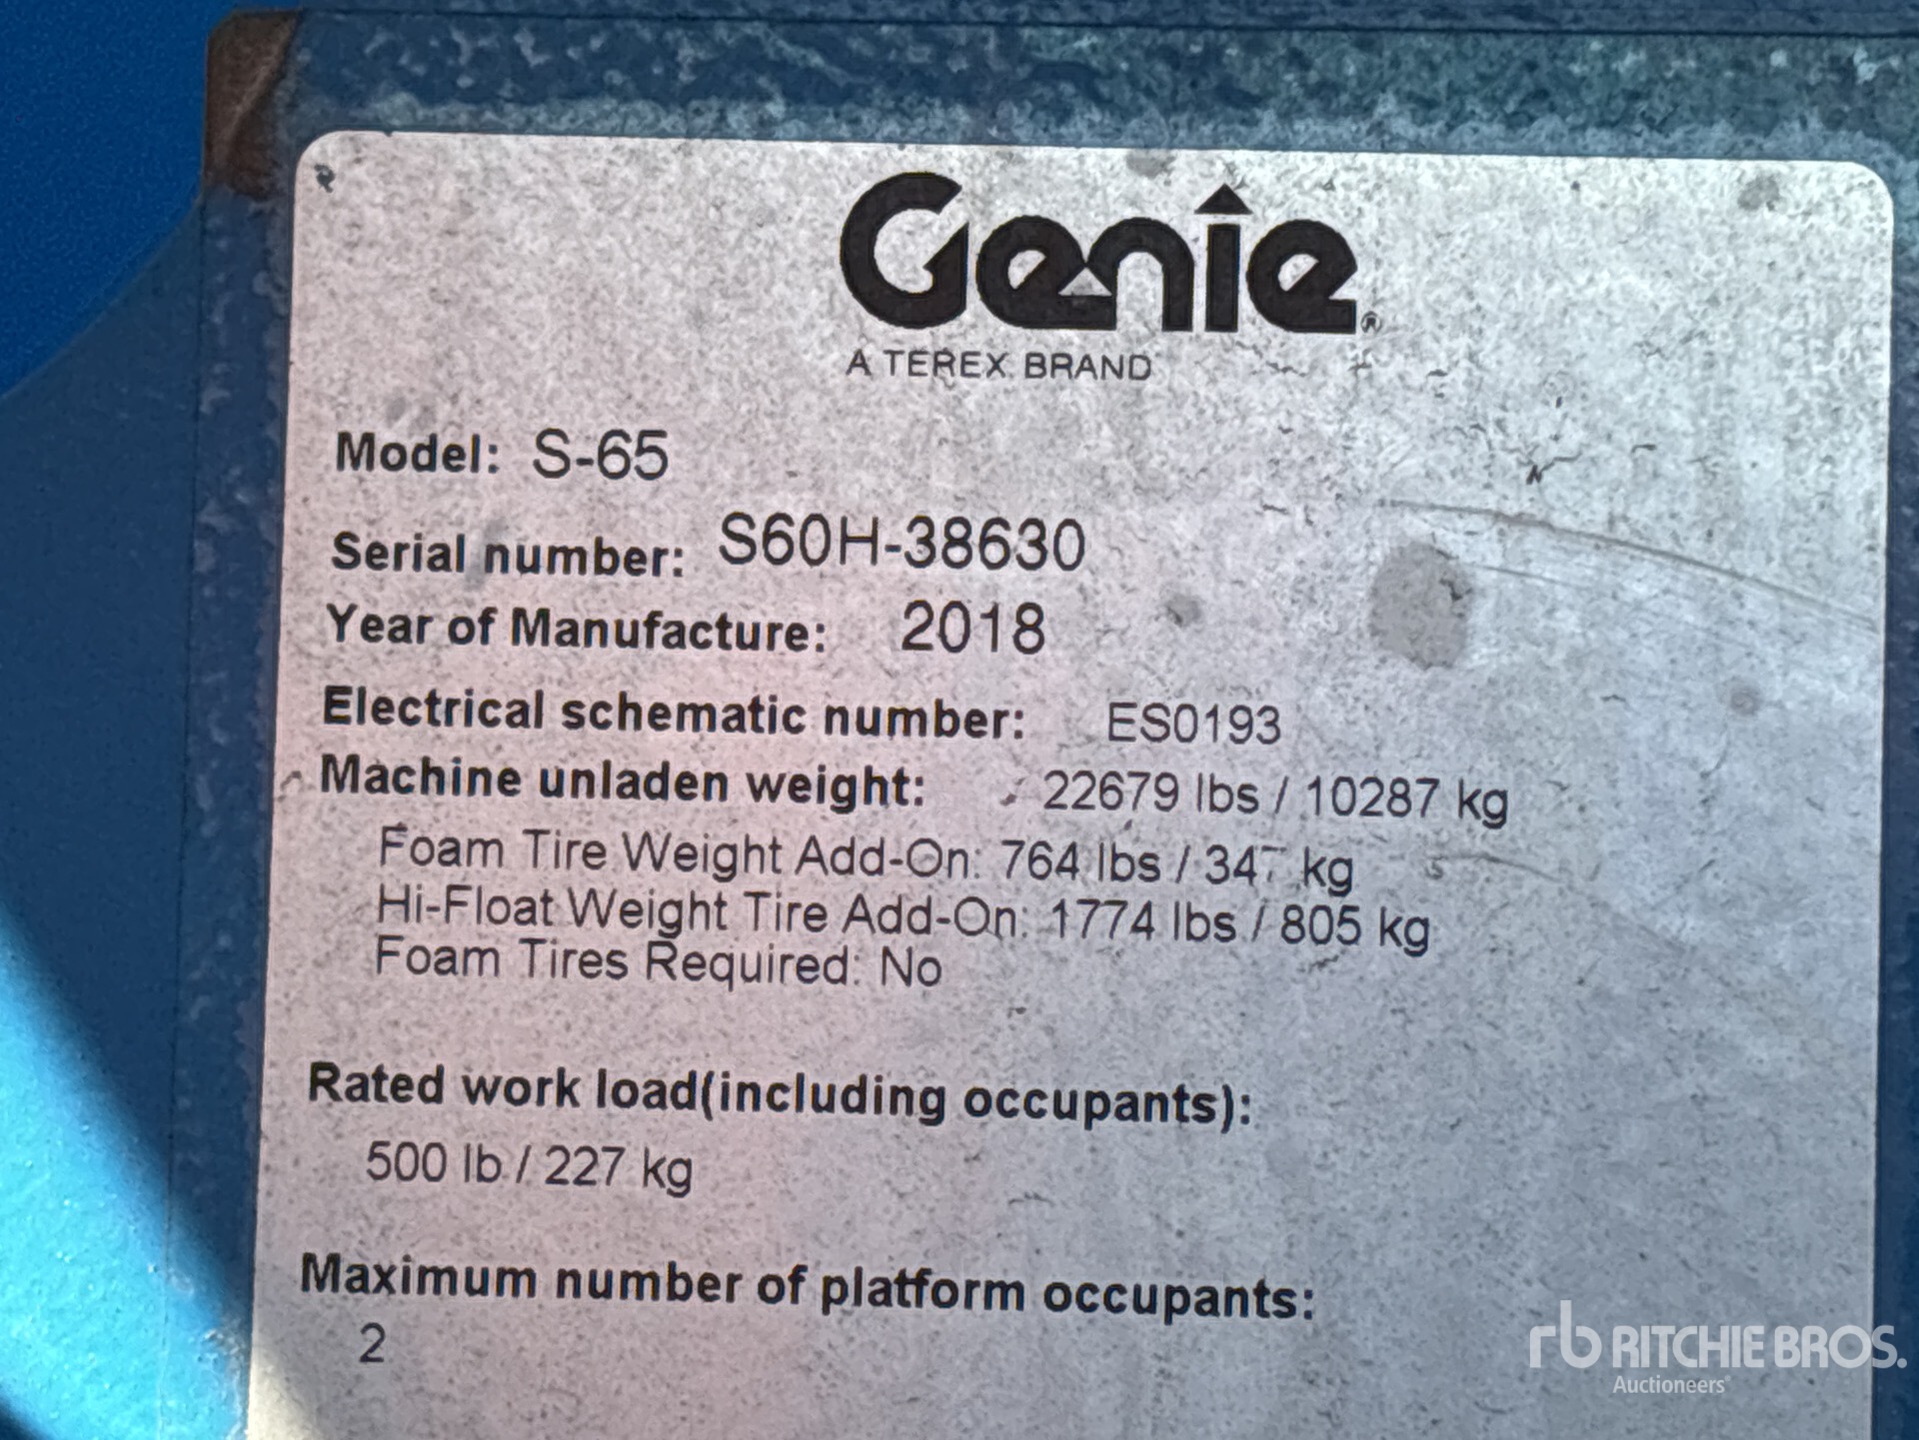 Genie®
A TEREX BRAND
Model: S-65
Serial number: S60H-38630
Year of Manufacture: 2018
Electrical schematic number: ES0193
Machine unladen weight: 22679 lbs / 10287 kg
Foam Tire Weight Add-On: 764 lbs / 347 kg
Hi-Float Weight Tire Add-On: 1774 lbs / 805 kg
Foam Tires Required: No
Rated work load(including occupants):
500 lb / 227 kg
Maximum number of platform occupants:
2
rb RITCHIE BROS.
Auctioneers